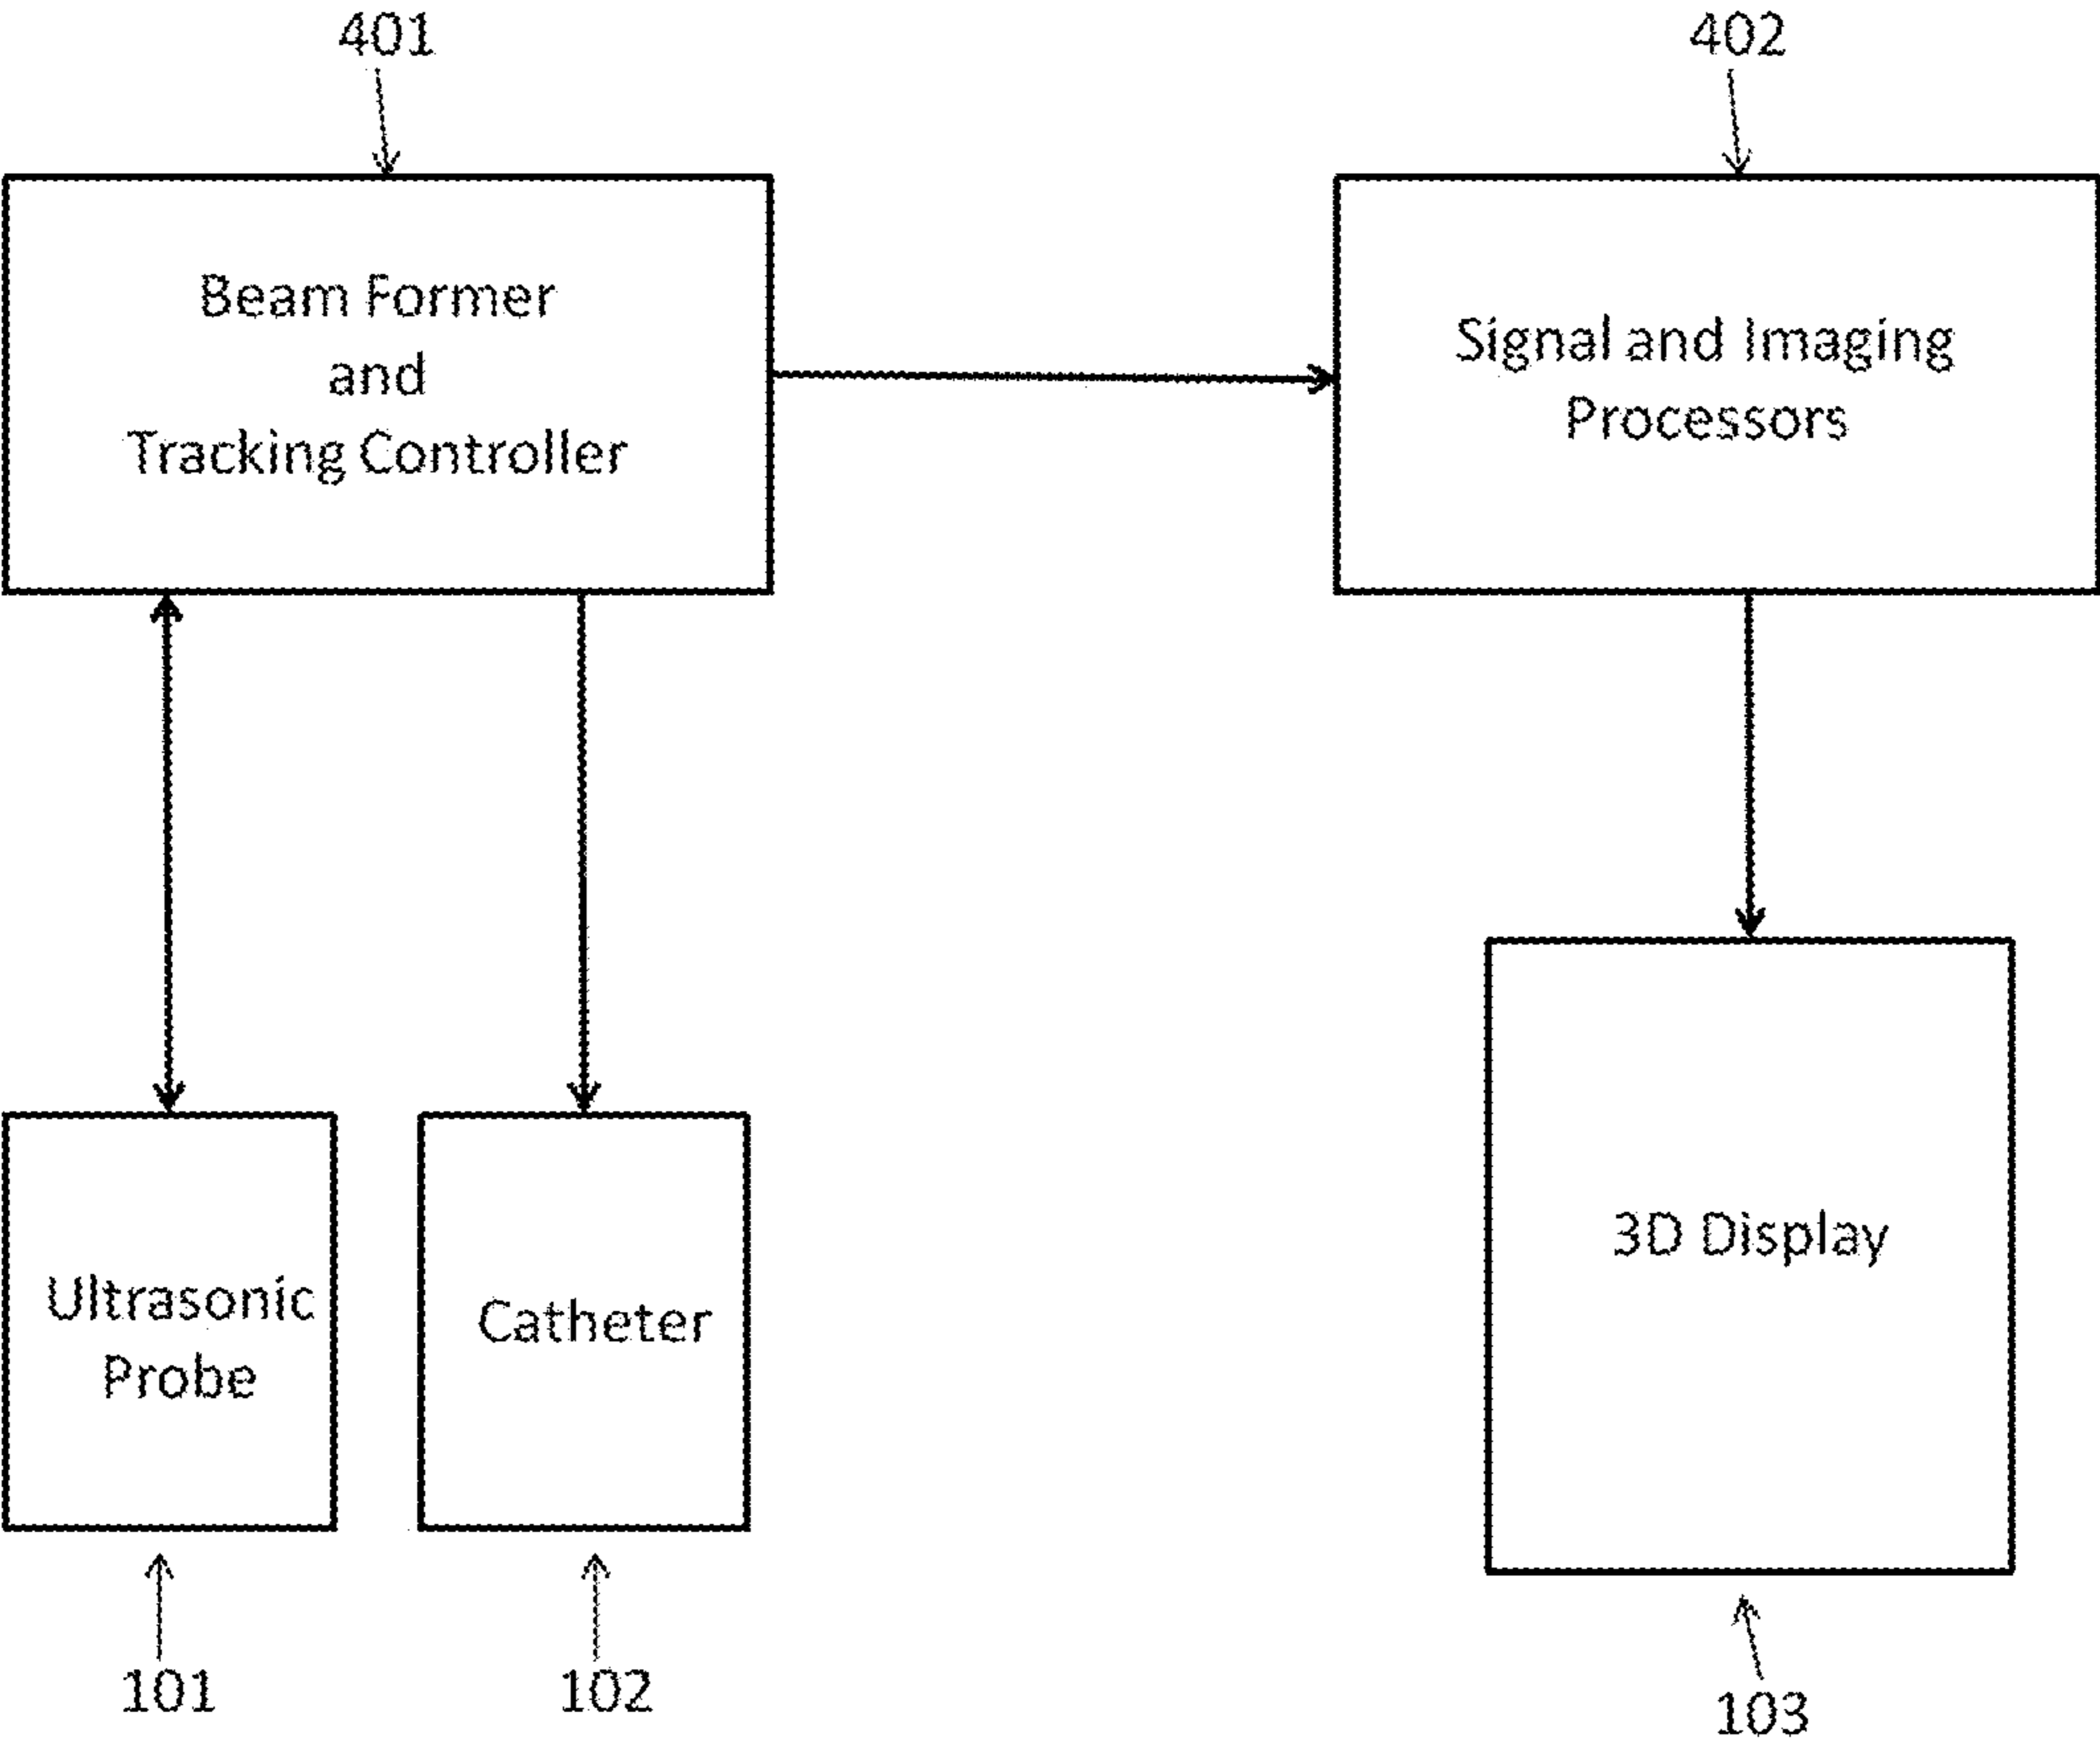 401
402
Beam Former
and
Tracking Controller
Signal and Imaging
Processors
Ultrasonic
Probe
Catheter
3D Display
101
102
103